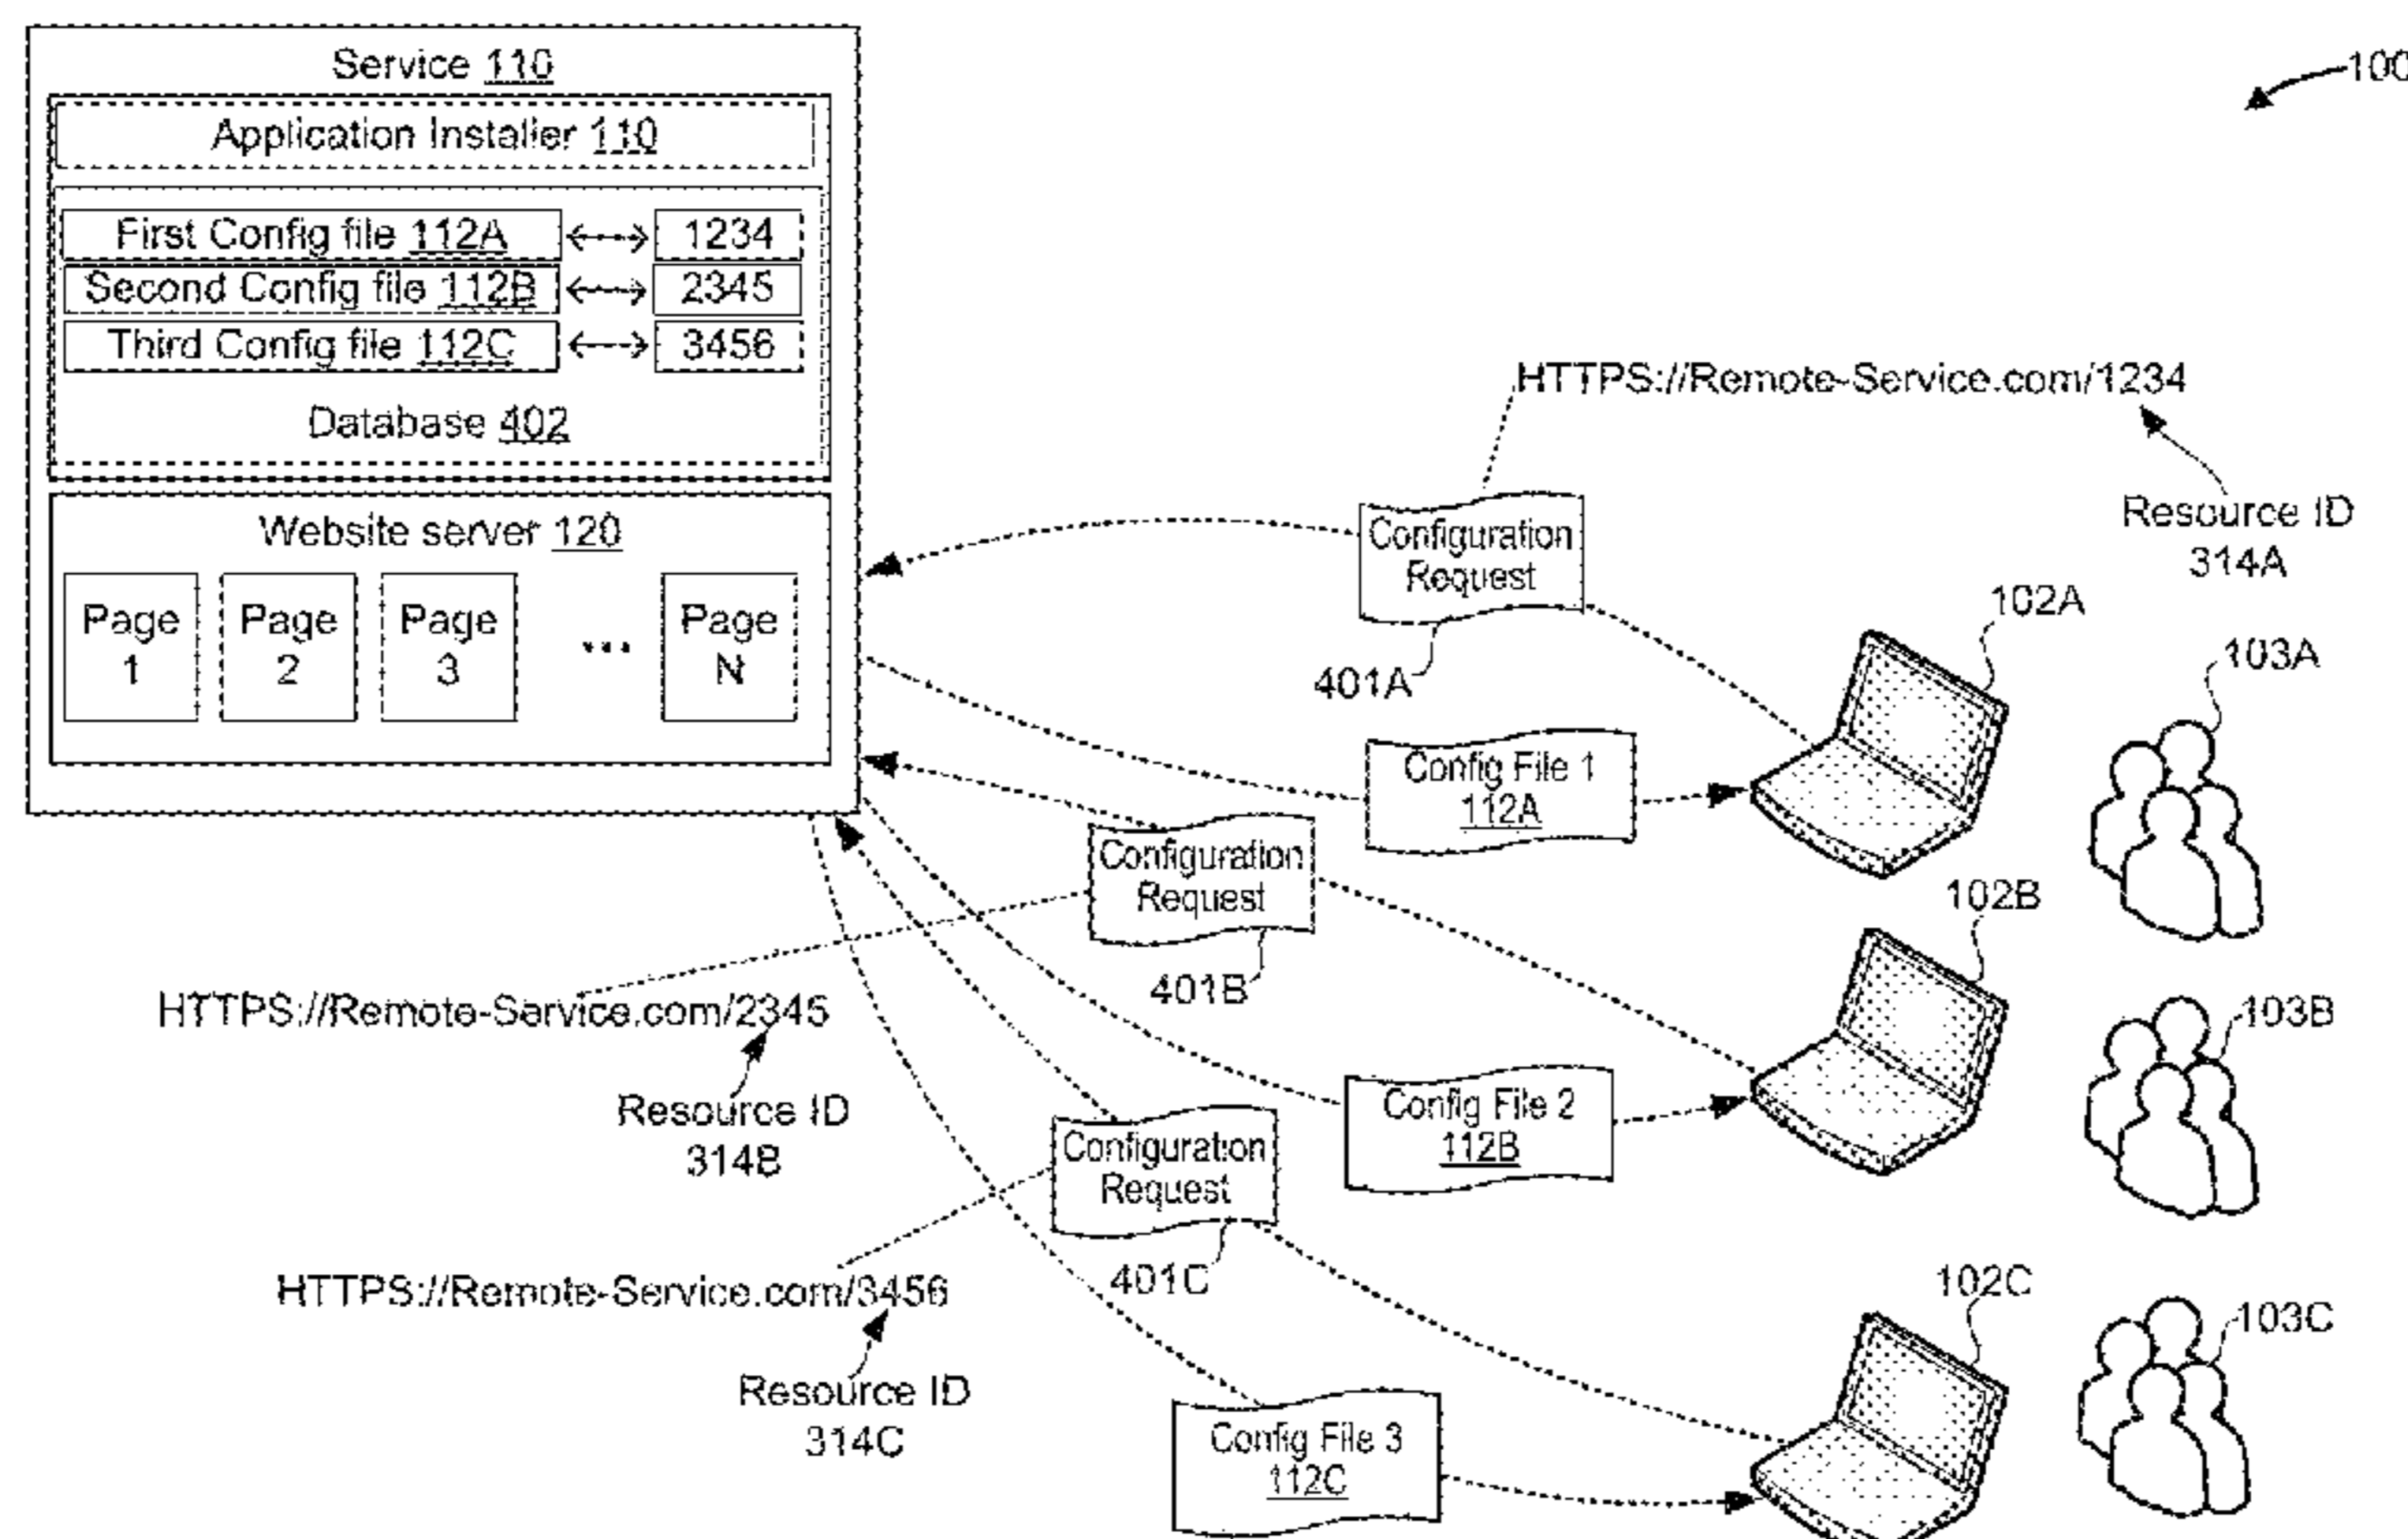 Service 110
Application Installer 110
First Config file 112A
1234
Second Config file 112B
2345
Third Config file 112C
3456
Database 402
Website server 120
Page 1
Page 2
Page 3
...
Page N
100
HTTPS://Remote-Service.com/1234
Resource ID
314A
Configuration
Request
401A
102A
103A
Config File 1
112A
Configuration
Request
401B
HTTPS://Remote-Service.com/2345
Resource ID
314B
102B
103B
Config File 2
112B
Configuration
Request
401C
HTTPS://Remote-Service.com/3456
Resource ID
314C
102C
103C
Config File 3
112C